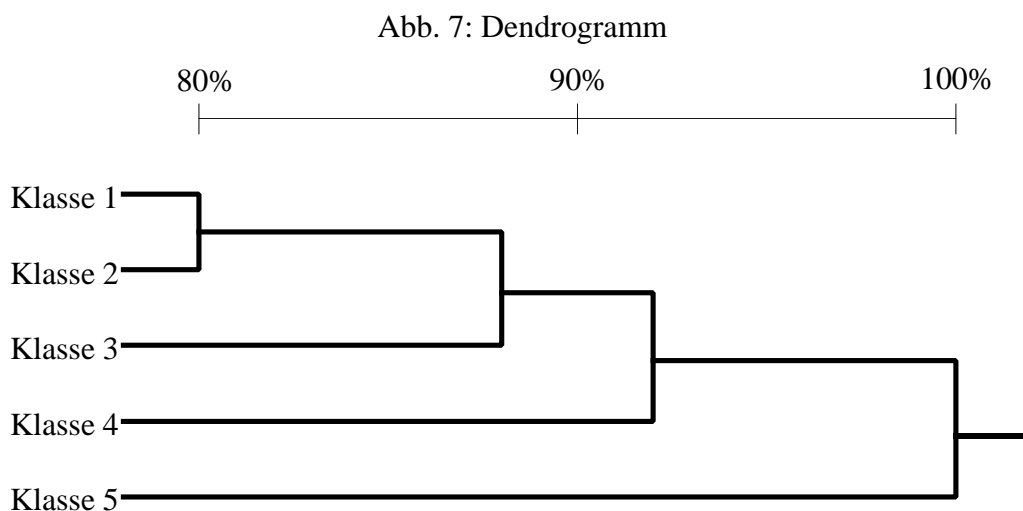 Abb. 7: Dendrogramm
80% 90% 100%
Klasse 1
Klasse 2
Klasse 3
Klasse 4
Klasse 5